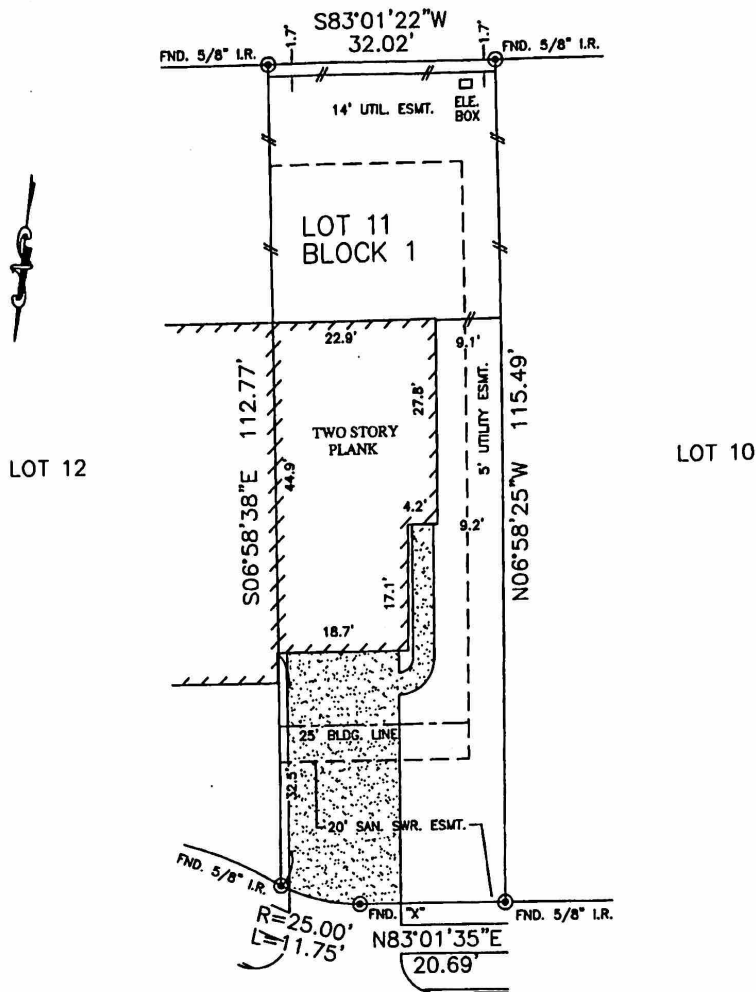 S83°01'22"W
32.02'
1.7'
1.7'
FND. 5/8" I.R.
FND. 5/8" I.R.
14' UTIL. ESMT.
ELE.
BOX
LOT 11
BLOCK 1
22.9'
9.1'
S06°58'38"E 112.77'
27.8'
5' UTILITY ESMT.
N06°58'25"W 115.49'
TWO STORY
PLANK
LOT 12
LOT 10
44.9'
4.2'
9.2'
17.1'
18.7'
25' BLDG. LINE
32.5'
20' SAN. SWR. ESMT.
FND. 5/8" I.R.
FND. "X"
FND. 5/8" I.R.
R=25.00'
L=11.75'
N83°01'35"E
20.69'